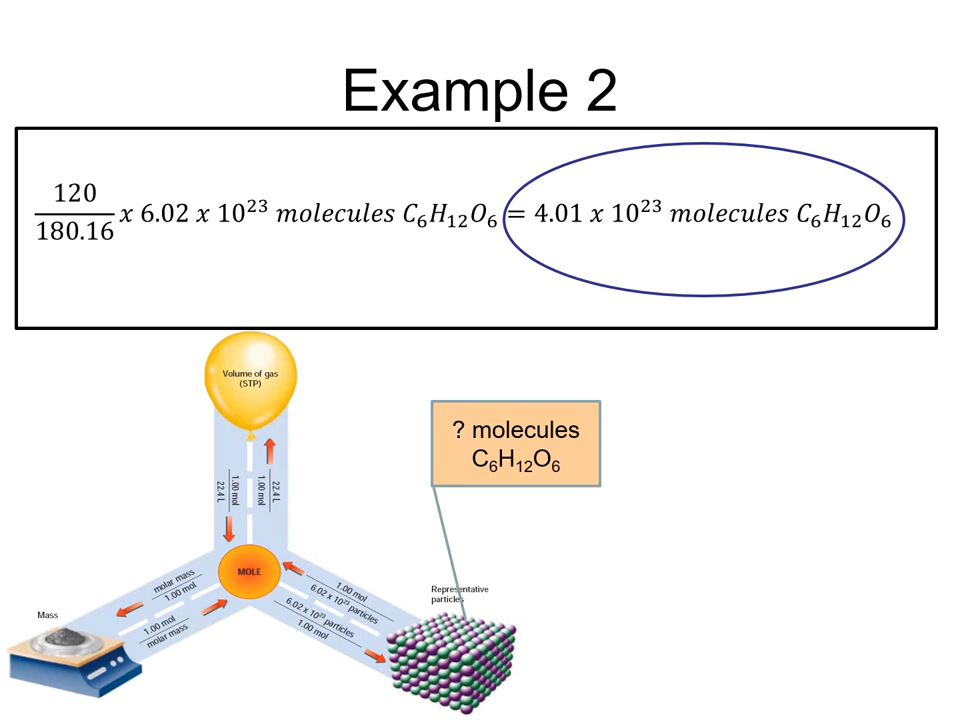 Example 2
120/180.16 x 6.02 x 10²³ molecules C₆H₁₂O₆ = 4.01 x 10²³ molecules C₆H₁₂O₆
Volume of gas
(STP)
? molecules
C₆H₁₂O₆
1.00 mol
22.4 L
22.4 L
1.00 mol
MOLE
molar mass
1.00 mol
1.00 mol
molar mass
1.00 mol
6.02 x 10²³ particles
6.02 x 10²³ particles
1.00 mol
Mass
Representative
particles